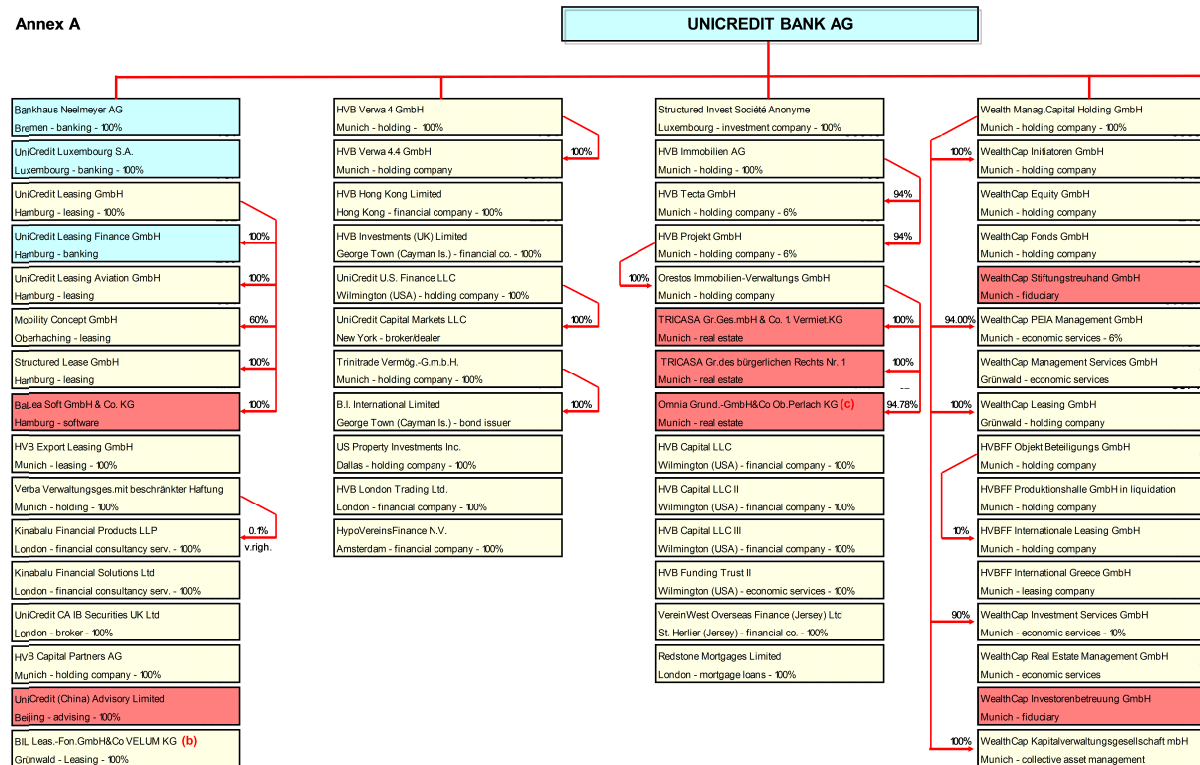 Annex A
UNICREDIT BANK AG
Bankhaus Neelmeyer AG
Bremen - banking - 100%
UniCredit Luxembourg S.A.
Luxembourg - banking - 100%
UniCredit Leasing GmbH
Hamburg - leasing - 100%
UniCredit Leasing Finance GmbH
Hamburg - banking
100%
UniCredit Leasing Aviation GmbH
Hamburg - leasing
100%
Mobility Concept GmbH
Oberhaching - leasing
60%
Structured Lease GmbH
Hamburg - leasing
100%
BaLea Soft GmbH & Co. KG
Hamburg - software
100%
HVB Export Leasing GmbH
Munich - leasing - 100%
Verba Verwaltungsges.mit beschränkter Haftung
Munich - holding - 100%
Kinabalu Financial Products LLP
London - financial consultancy serv. - 100%
0.1%
v.righ.
Kinabalu Financial Solutions Ltd
London - financial consultancy serv. - 100%
UniCredit CA IB Securities UK Ltd
London - broker - 100%
HVB Capital Partners AG
Munich - holding company - 100%
UniCredit (China) Advisory Limited
Beijing - advising - 100%
BIL Leas.-Fon.GmbH&Co VELUM KG (b)
Grünwald - Leasing - 100%
HVB Verwa 4 GmbH
Munich - holding - 100%
HVB Verwa 4.4 GmbH
Munich - holding company
100%
HVB Hong Kong Limited
Hong Kong - financial company - 100%
HVB Investments (UK) Limited
George Town (Cayman Is.) - financial co. - 100%
UniCredit U.S. Finance LLC
Wilmington (USA) - holding company - 100%
UniCredit Capital Markets LLC
New York - broker/dealer
100%
Trinitrade Vermög.-G.m.b.H.
Munich - holding company - 100%
B.I. International Limited
George Town (Cayman Is.) - bond issuer
100%
US Property Investments Inc.
Dallas - holding company - 100%
HVB London Trading Ltd.
London - financial company - 100%
HypoVereinsFinance N.V.
Amsterdam - financial company - 100%
Structured Invest Société Anonyme
Luxembourg - investment company - 100%
HVB Immobilien AG
Munich - holding - 100%
HVB Tecta GmbH
Munich - holding company - 6%
94%
HVB Projekt GmbH
Munich - holding company - 6%
94%
100%
Orestos Immobilien-Verwaltungs GmbH
Munich - holding company
TRICASA Gr.Ges.mbH & Co. 1. Vermiet.KG
Munich - real estate
100%
TRICASA Gr.des bürgerlichen Rechts Nr. 1
Munich - real estate
100%
Omnia Grund.-GmbH&Co Ob.Perlach KG (c)
Munich - real estate
94.78%
HVB Capital LLC
Wilmington (USA) - financial company - 100%
HVB Capital LLC II
Wilmington (USA) - financial company - 100%
HVB Capital LLC III
Wilmington (USA) - financial company - 100%
HVB Funding Trust II
Wilmington (USA) - economic services - 100%
VereinWest Overseas Finance (Jersey) Ltd
St. Herlier (Jersey) - financial co. - 100%
Redstone Mortgages Limited
London - mortgage loans - 100%
Wealth Manag.Capital Holding GmbH
Munich - holding company - 100%
100%
WealthCap Initiatoren GmbH
Munich - holding company
WealthCap Equity GmbH
Munich - holding company
WealthCap Fonds GmbH
Munich - holding company
WealthCap Stiftungstreuhand GmbH
Munich - fiduciary
94.00%
WealthCap PEIA Management GmbH
Munich - economic services - 6%
WealthCap Management Services GmbH
Grünwald - economic services
100%
WealthCap Leasing GmbH
Grünwald - holding company
HVBFF Objekt Beteiligungs GmbH
Munich - holding company
HVBFF Produktionshalle GmbH in liquidation
Munich - holding company
10%
HVBFF Internationale Leasing GmbH
Munich - holding company
HVBFF International Greece GmbH
Munich - leasing company
90%
WealthCap Investment Services GmbH
Munich - economic services - 10%
WealthCap Real Estate Management GmbH
Munich - economic services
WealthCap Investorenbetreuung GmbH
Munich - fiduciary
100%
WealthCap Kapitalverwaltungsgesellschaft mbH
Munich - collective asset management